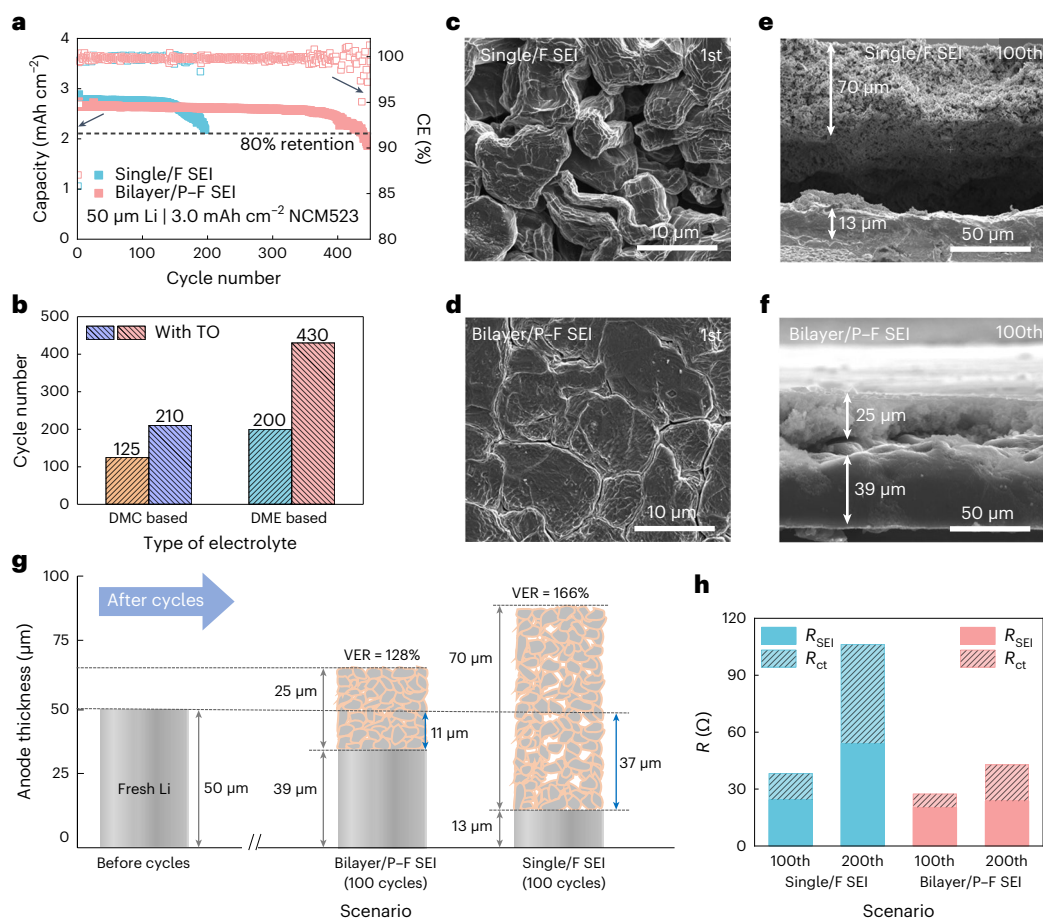 a
4
3
2
1
0
Capacity (mAh cm⁻²)
100
95
90
85
80
CE (%)
80% retention
Single/F SEI
Bilayer/P–F SEI
50 μm Li | 3.0 mAh cm⁻² NCM523
0 100 200 300 400
Cycle number
b
500
400
300
200
100
0
Cycle number
With TO
125
210
200
430
DMC based
DME based
Type of electrolyte
c
Single/F SEI
1st
10 μm
d
Bilayer/P–F SEI
1st
10 μm
e
Single/F SEI
100th
70 μm
13 μm
50 μm
f
Bilayer/P–F SEI
100th
25 μm
39 μm
50 μm
g
100
75
50
25
0
Anode thickness (μm)
After cycles
Fresh Li
50 μm
VER = 128%
25 μm
11 μm
39 μm
VER = 166%
70 μm
37 μm
13 μm
Before cycles
Bilayer/P–F SEI
(100 cycles)
Single/F SEI
(100 cycles)
Scenario
h
120
90
60
30
0
R (Ω)
R_SEI
R_ct
R_SEI
R_ct
100th 200th 100th 200th
Single/F SEI Bilayer/P–F SEI